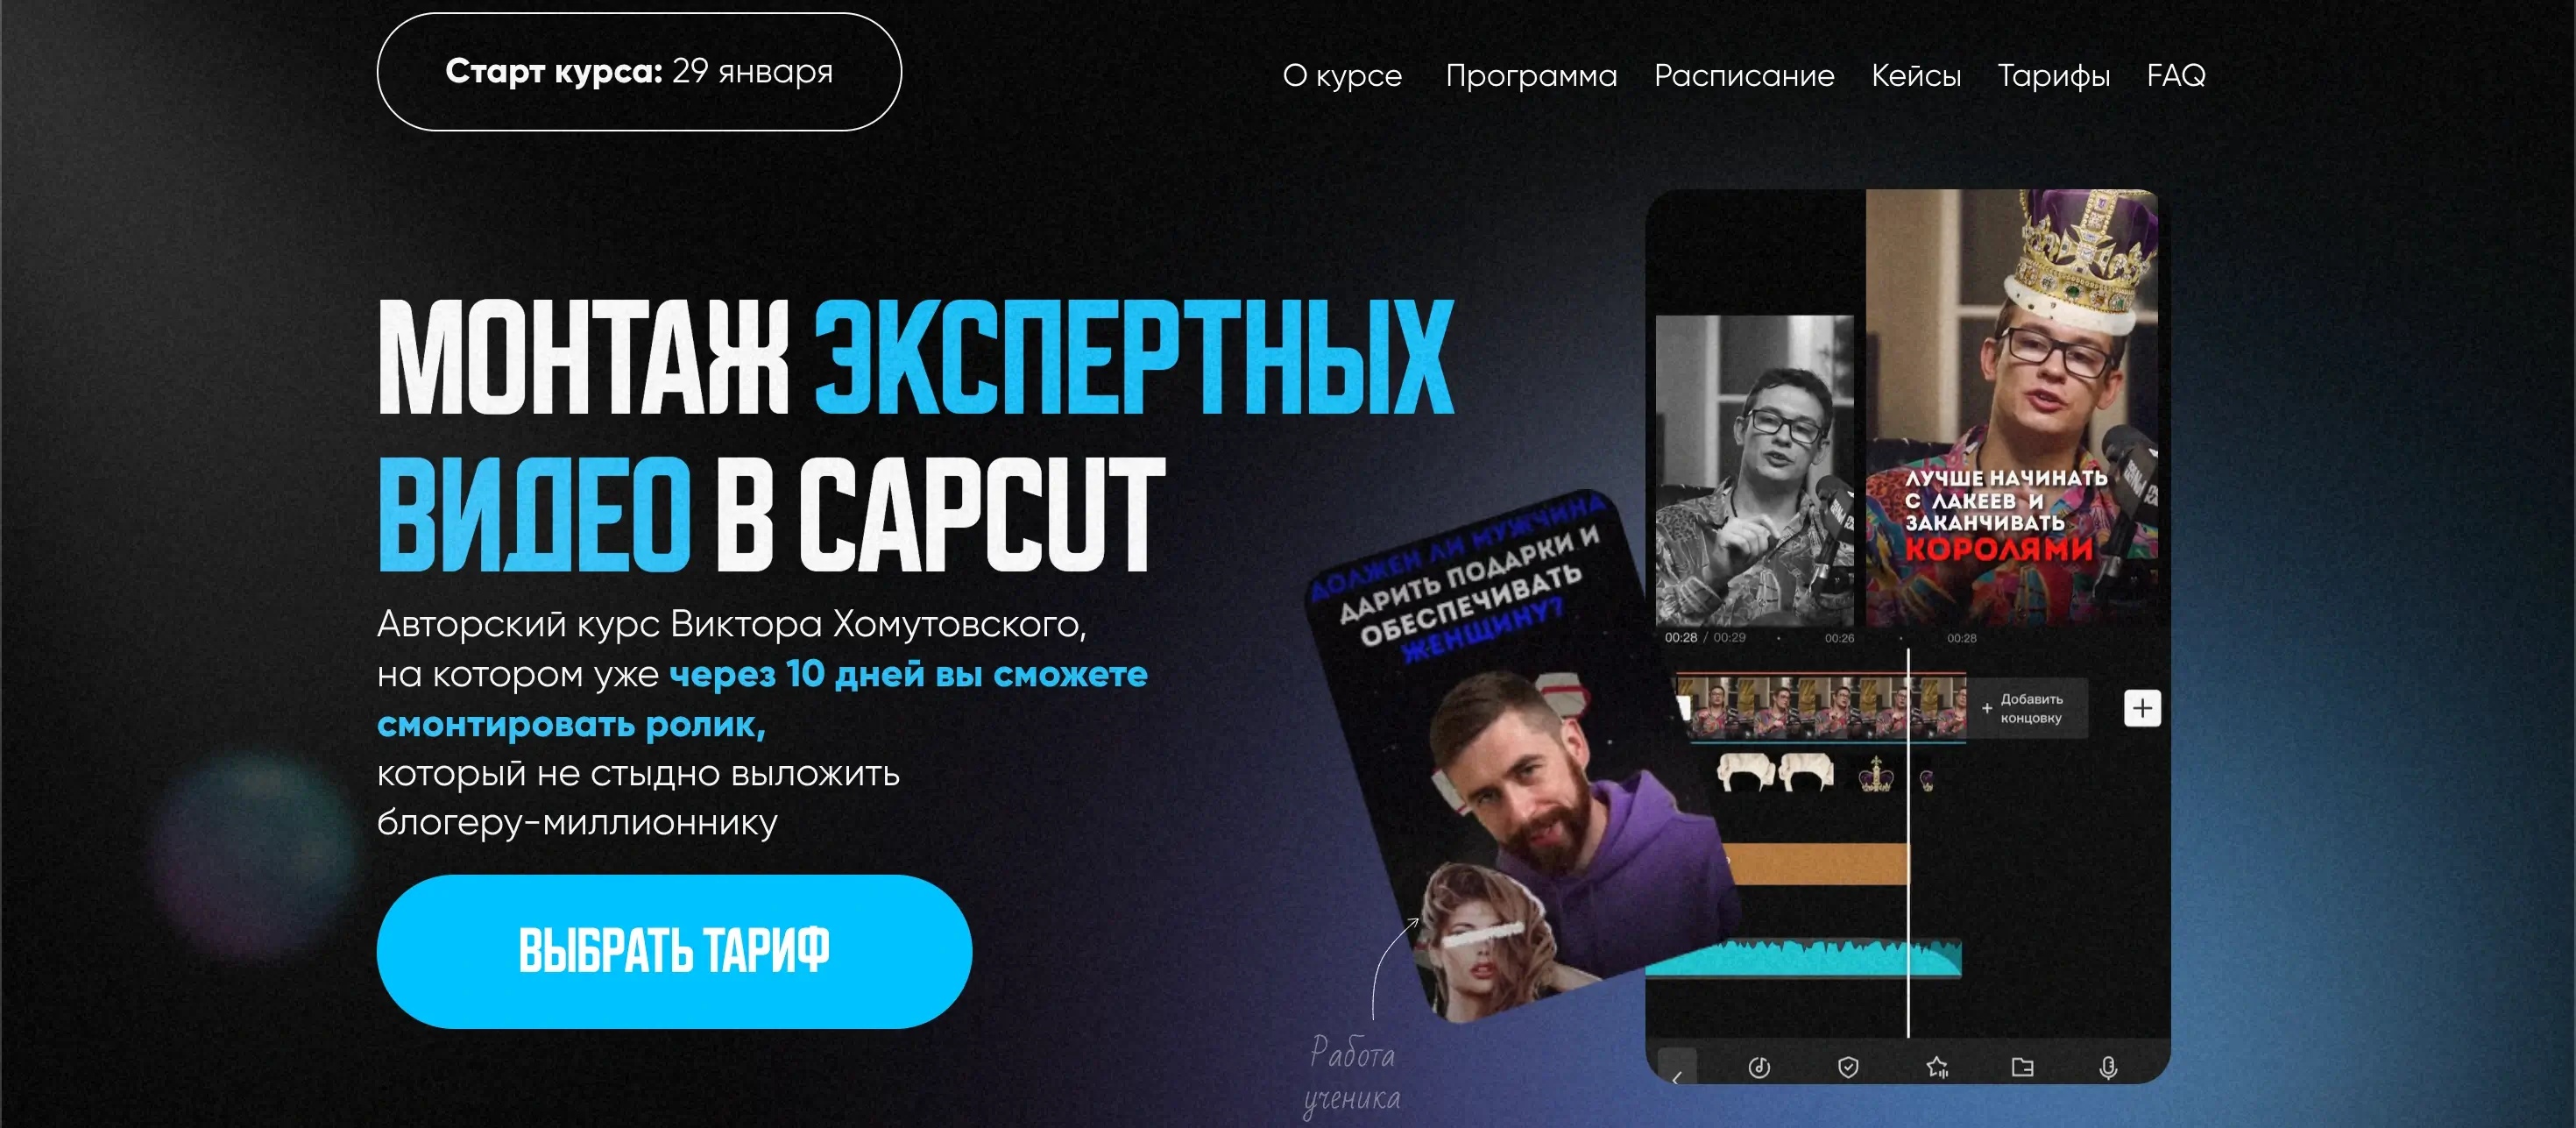 Старт курса: 29 января
О курсе Программа Расписание Кейсы Тарифы FAQ
МОНТАЖ ЭКСПЕРТНЫХ
ВИДЕО В CAPCUT
Авторский курс Виктора Хомутовского,
на котором уже через 10 дней вы сможете
смонтировать ролик,
который не стыдно выложить
блогеру-миллионнику
ВЫБРАТЬ ТАРИФ
ДОЛЖЕН ЛИ МУЖЧИНА
ДАРИТЬ ПОДАРКИ И
ОБЕСПЕЧИВАТЬ
ЖЕНЩИНУ?
Работа
ученика
ЛУЧШЕ НАЧИНАТЬ
С ЛАКЕЕВ И
ЗАКАНЧИВАТЬ
КОРОЛЯМИ
00:28 / 00:29 00:26 00:28
+ Добавить
концовку